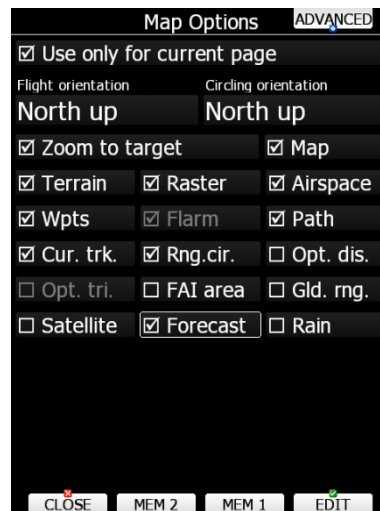 Map Options ADVANCED
Use only for current page
Flight orientation Circling orientation
North up North up
Zoom to target Map
Terrain Raster Airspace
Wpts Flarm Path
Cur. trk. Rng.cir. Opt. dis.
Opt. tri. FAI area Gld. rng.
Satellite Forecast Rain
CLOSE MEM 2 MEM 1 EDIT